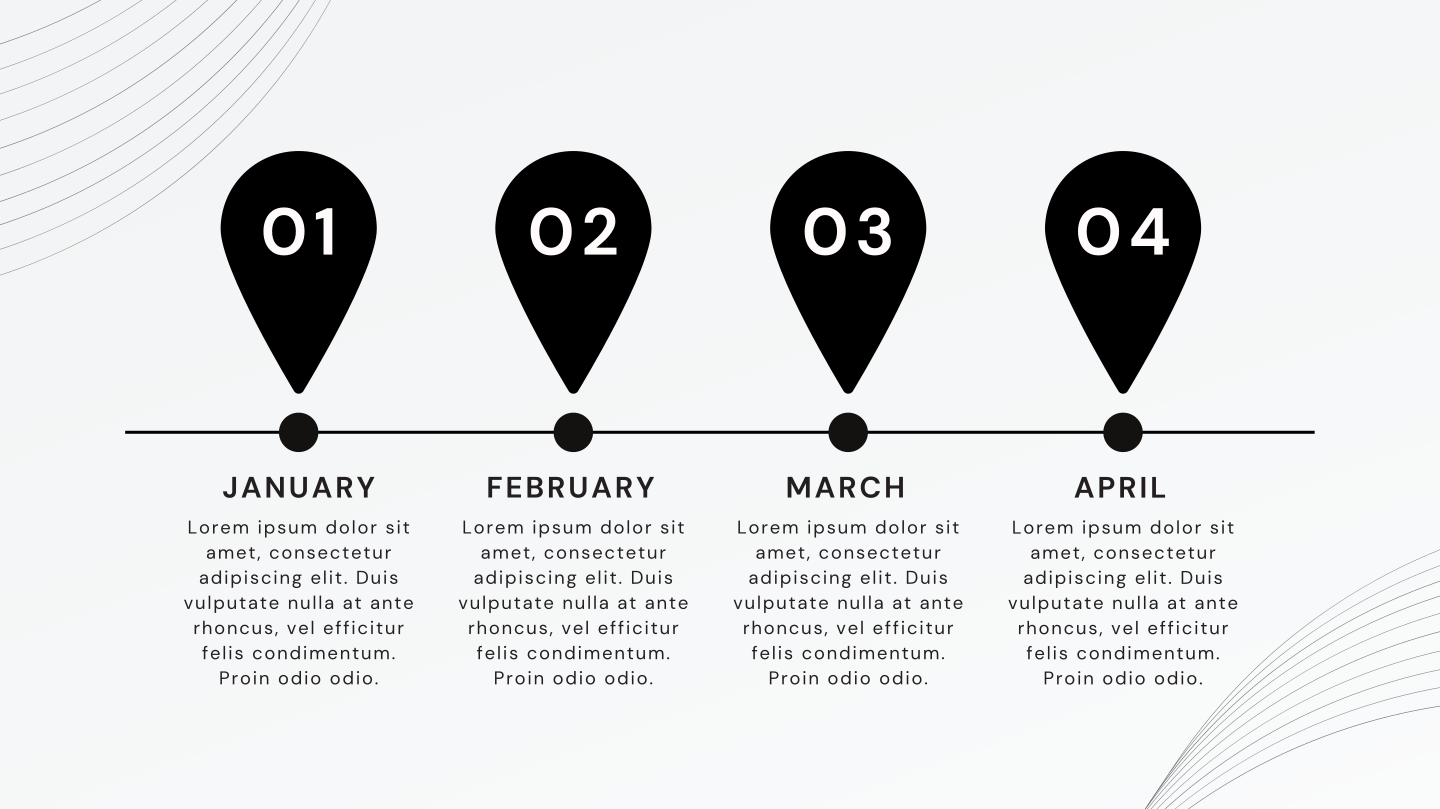 01
02
03
04
JANUARY
Lorem ipsum dolor sit
amet, consectetur
adipiscing elit. Duis
vulputate nulla at ante
rhoncus, vel efficitur
felis condimentum.
Proin odio odio.
FEBRUARY
Lorem ipsum dolor sit
amet, consectetur
adipiscing elit. Duis
vulputate nulla at ante
rhoncus, vel efficitur
felis condimentum.
Proin odio odio.
MARCH
Lorem ipsum dolor sit
amet, consectetur
adipiscing elit. Duis
vulputate nulla at ante
rhoncus, vel efficitur
felis condimentum.
Proin odio odio.
APRIL
Lorem ipsum dolor sit
amet, consectetur
adipiscing elit. Duis
vulputate nulla at ante
rhoncus, vel efficitur
felis condimentum.
Proin odio odio.